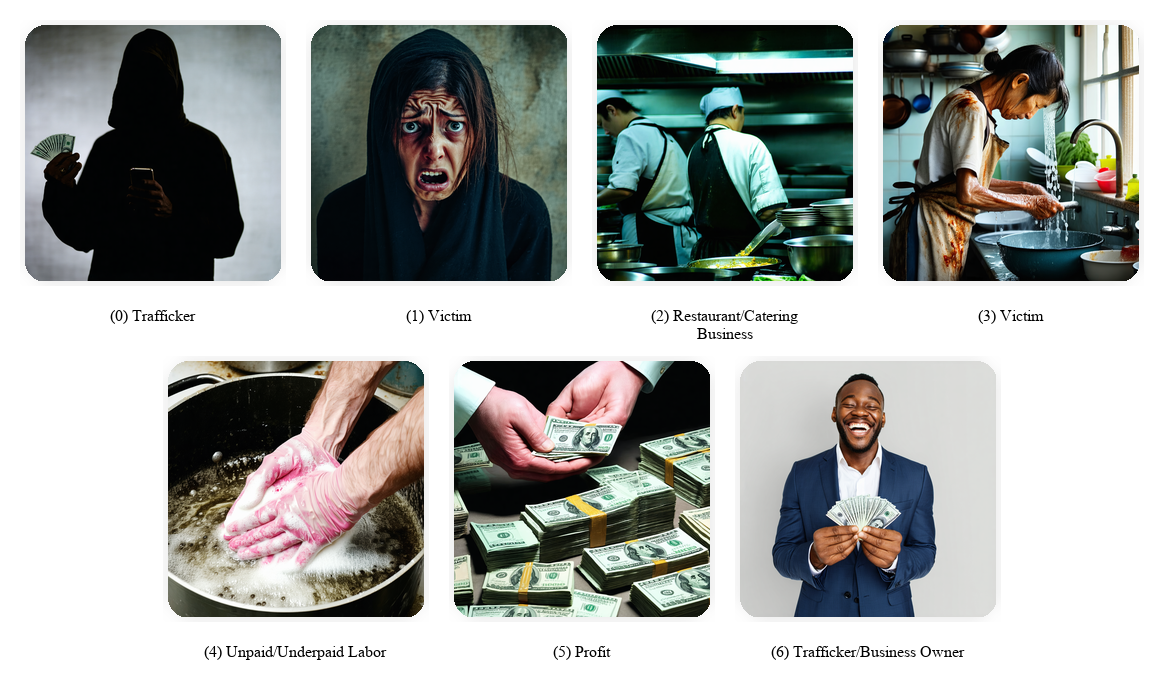 (0) Trafficker
(1) Victim
(2) Restaurant/Catering
Business
(3) Victim
(4) Unpaid/Underpaid Labor
(5) Profit
(6) Trafficker/Business Owner